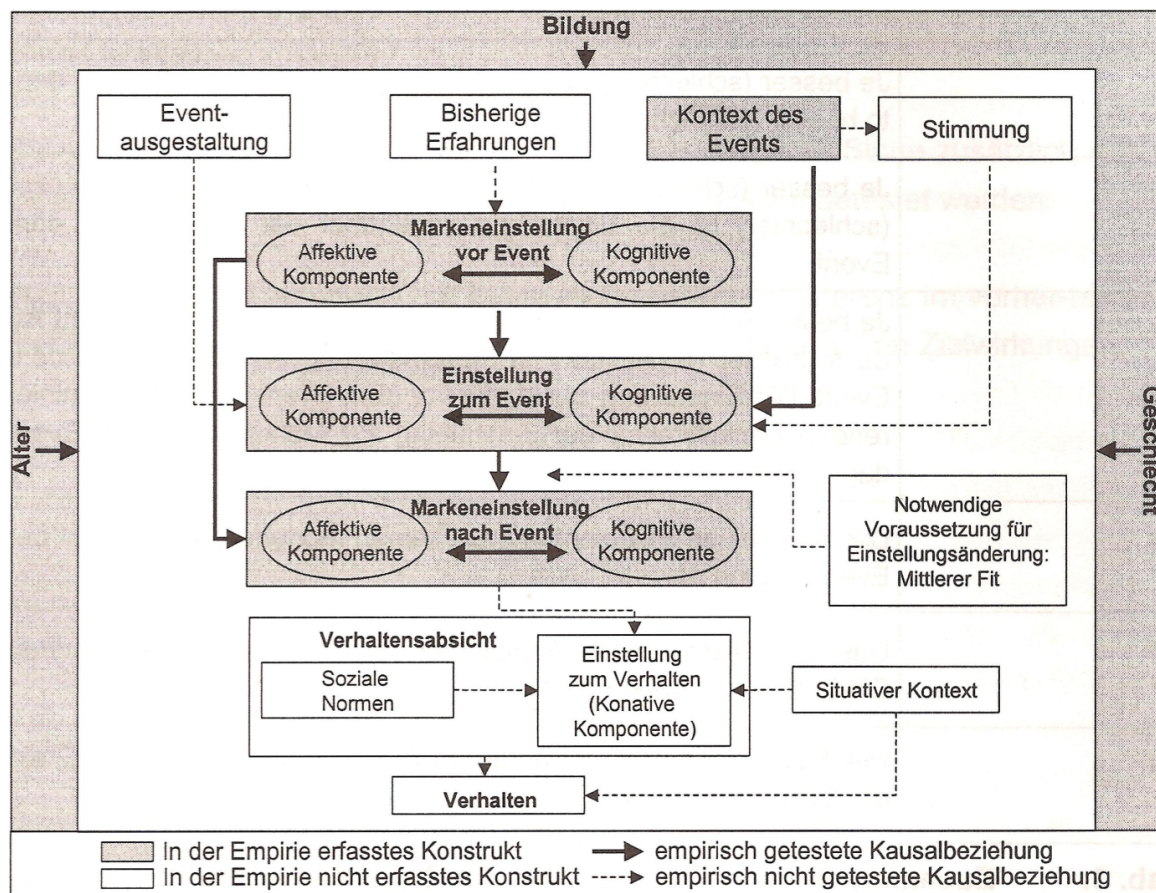 Bildung
Event-
ausgestaltung
Bisherige
Erfahrungen
Kontext des
Events
Stimmung
Markeneinstellung
vor Event
Affektive
Komponente
Kognitive
Komponente
Einstellung
zum Event
Affektive
Komponente
Kognitive
Komponente
Alter
Geschlecht
Markeneinstellung
nach Event
Affektive
Komponente
Kognitive
Komponente
Notwendige
Voraussetzung für
Einstellungsänderung:
Mittlerer Fit
Verhaltensabsicht
Soziale
Normen
Einstellung
zum Verhalten
(Konative
Komponente)
Situativer Kontext
Verhalten
In der Empirie erfasstes Konstrukt
empirisch getestete Kausalbeziehung
In der Empirie nicht erfasstes Konstrukt
empirisch nicht getestete Kausalbeziehung